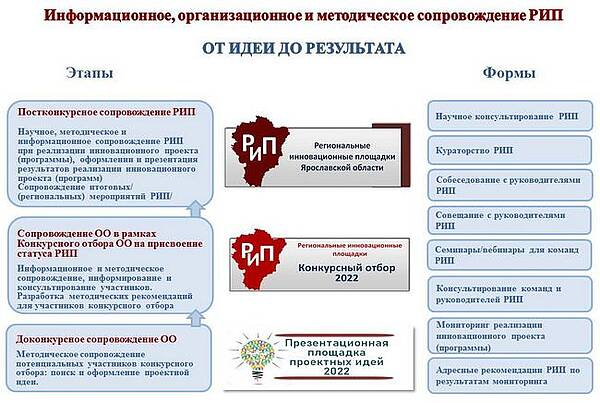 Информационное, организационное и методическое сопровождение РИП
ОТ ИДЕИ ДО РЕЗУЛЬТАТА
Этапы
Постконкурсное сопровождение РИП
Научное, методическое и
информационное сопровождение РИП
при реализации инновационного проекта
(программы), оформлении и презентация
результатов реализации инновационного
проекта (программ)
Сопровождение итоговых/
(региональных) мероприятий РИП/
Сопровождение ОО в рамках
Конкурсного отбора ОО на присвоение
статуса РИП
Информационное и методическое
сопровождение, информирование и
консультирование участников.
Разработка методических рекомендаций
для участников конкурсного отбора
Доконкурсное сопровождение ОО
Методическое сопровождение
потенциальных участников конкурсного
отбора: поиск и оформление проектной
идеи.
РИП
Региональные
инновационные площадки
Ярославской области
РИП
Региональные инновационные
площадки
Конкурсный отбор
2022
Презентационная
площадка
проектных идей
2022
Формы
Научное консультирование РИП
Кураторство РИП
Собеседование с руководителями
РИП
Совещание с руководителями
РИП
Семинары/вебинары для команд
РИП
Консультирование команд и
руководителей РИП
Мониторинг реализации
инновационного проекта
(программы)
Адресные рекомендации РИП по
результатам мониторинга